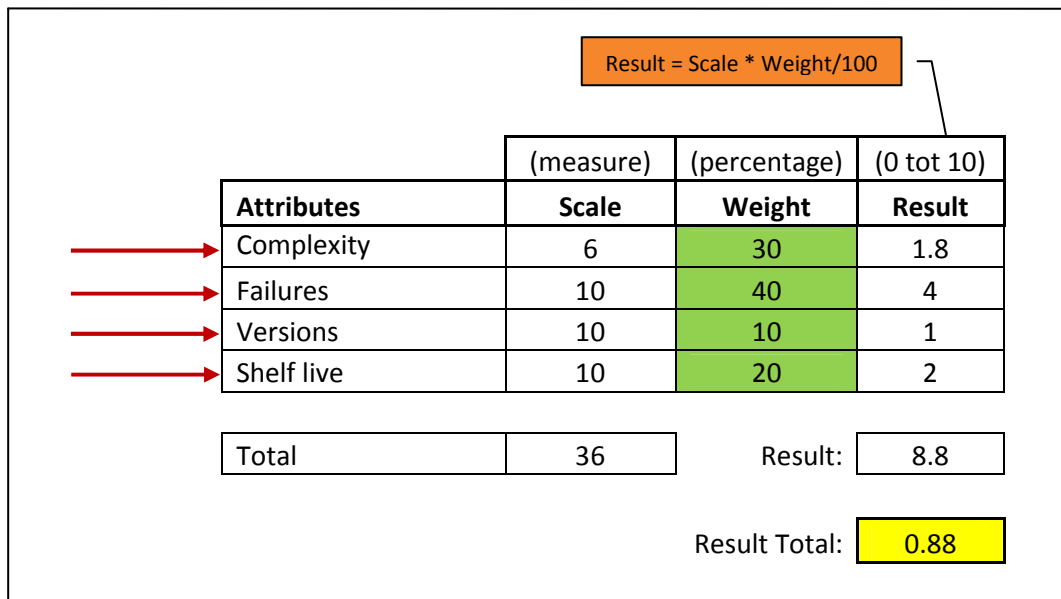 Result = Scale * Weight/100
(measure) (percentage) (0 tot 10)
Attributes Scale Weight Result
Complexity 6 30 1.8
Failures 10 40 4
Versions 10 10 1
Shelf live 10 20 2
Total 36 Result: 8.8
Result Total: 0.88